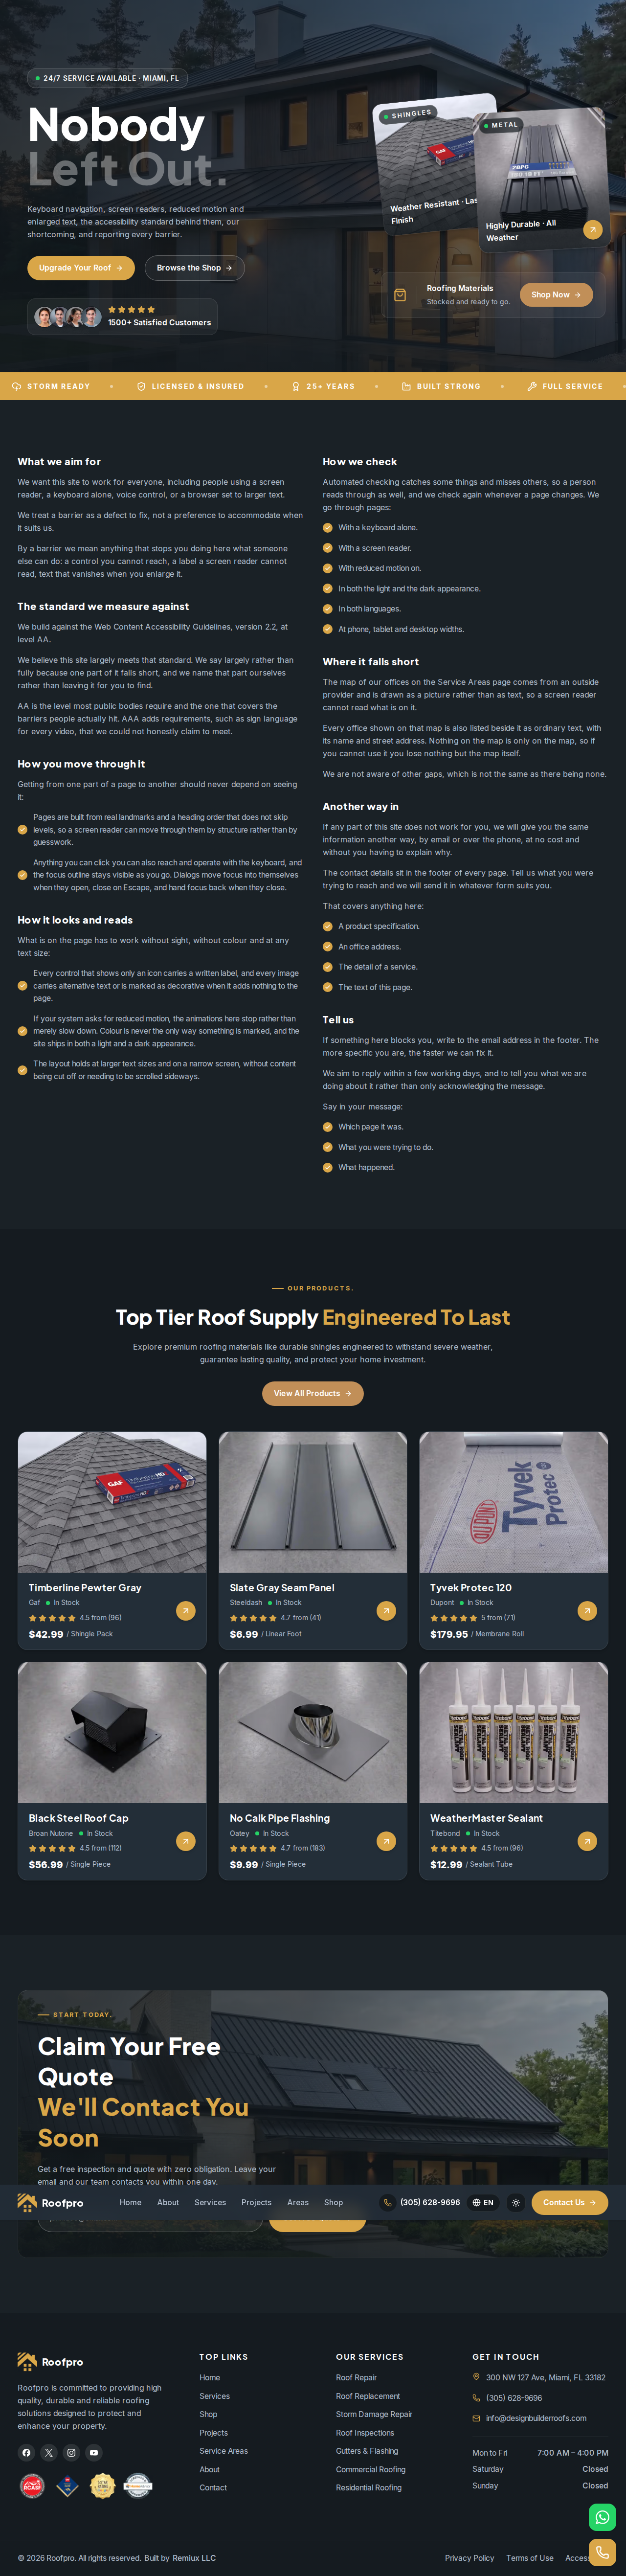 24/7 SERVICE AVAILABLE · MIAMI, FL
Nobody
Left Out.
Keyboard navigation, screen readers, reduced motion and
enlarged text, the accessibility standard behind them, our
shortcoming, and reporting every barrier.
Upgrade Your Roof
Browse the Shop
1500+ Satisfied Customers
SHINGLES
Weather Resistant · Las
Finish
METAL
Highly Durable · All
Weather
Roofing Materials
Stocked and ready to go.
Shop Now
STORM READY
LICENSED & INSURED
25+ YEARS
BUILT STRONG
FULL SERVICE
What we aim for
We want this site to work for everyone, including people using a screen
reader, a keyboard alone, voice control, or a browser set to larger text.
We treat a barrier as a defect to fix, not a preference to accommodate when
it suits us.
By a barrier we mean anything that stops you doing here what someone
else can do: a control you cannot reach, a label a screen reader cannot
read, text that vanishes when you enlarge it.
The standard we measure against
We build against the Web Content Accessibility Guidelines, version 2.2, at
level AA.
We believe this site largely meets that standard. We say largely rather than
fully because one part of it falls short, and we name that part ourselves
rather than leaving it for you to find.
AA is the level most public bodies require and the one that covers the
barriers people actually hit. AAA adds requirements, such as sign language
for every video, that we could not honestly claim to meet.
How you move through it
Getting from one part of a page to another should never depend on seeing
it:
Pages are built from real landmarks and a heading order that does not skip
levels, so a screen reader can move through them by structure rather than by
guesswork.
Anything you can click you can also reach and operate with the keyboard, and
the focus outline stays visible as you go. Dialogs move focus into themselves
when they open, close on Escape, and hand focus back when they close.
How it looks and reads
What is on the page has to work without sight, without colour and at any
text size:
Every control that shows only an icon carries a written label, and every image
carries alternative text or is marked as decorative when it adds nothing to the
page.
If your system asks for reduced motion, the animations here stop rather than
merely slow down. Colour is never the only way something is marked, and the
site ships in both a light and a dark appearance.
The layout holds at larger text sizes and on a narrow screen, without content
being cut off or needing to be scrolled sideways.
How we check
Automated checking catches some things and misses others, so a person
reads through as well, and we check again whenever a page changes. We
go through pages:
With a keyboard alone.
With a screen reader.
With reduced motion on.
In both the light and the dark appearance.
In both languages.
At phone, tablet and desktop widths.
Where it falls short
The map of our offices on the Service Areas page comes from an outside
provider and is drawn as a picture rather than as text, so a screen reader
cannot read what is on it.
Every office shown on that map is also listed beside it as ordinary text, with
its name and street address. Nothing on the map is only on the map, so if
you cannot use it you lose nothing but the map itself.
We are not aware of other gaps, which is not the same as there being none.
Another way in
If any part of this site does not work for you, we will give you the same
information another way, by email or over the phone, at no cost and
without you having to explain why.
The contact details sit in the footer of every page. Tell us what you were
trying to reach and we will send it in whatever form suits you.
That covers anything here:
A product specification.
An office address.
The detail of a service.
The text of this page.
Tell us
If something here blocks you, write to the email address in the footer. The
more specific you are, the faster we can fix it.
We aim to reply within a few working days, and to tell you what we are
doing about it rather than only acknowledging the message.
Say in your message:
Which page it was.
What you were trying to do.
What happened.
OUR PRODUCTS.
Top Tier Roof Supply Engineered To Last
Explore premium roofing materials like durable shingles engineered to withstand severe weather,
guarantee lasting quality, and protect your home investment.
View All Products
GAF Timberline HD
Timberline Pewter Gray
Gaf In Stock
4.5 from (96)
$42.99 / Shingle Pack
Slate Gray Seam Panel
Steeldash In Stock
4.7 from (41)
$6.99 / Linear Foot
DUPONT Tyvek Protec
Tyvek Protec 120
Dupont In Stock
5 from (71)
$179.95 / Membrane Roll
Black Steel Roof Cap
Broan Nutone In Stock
4.5 from (112)
$56.99 / Single Piece
No Calk Pipe Flashing
Oatey In Stock
4.7 from (183)
$9.99 / Single Piece
WeatherMaster Sealant
Titebond In Stock
4.5 from (96)
$12.99 / Sealant Tube
START TODAY.
Claim Your Free
Quote
We'll Contact You
Soon
Get a free inspection and quote with zero obligation. Leave your
email and our team contacts you within one day.
Roofpro
Home
About
Services
Projects
Areas
Shop
(305) 628-9696
EN
Contact Us
Roofpro
Roofpro is committed to providing high
quality, durable and reliable roofing
solutions designed to protect and
enhance your property.
TOP LINKS
Home
Services
Shop
Projects
Service Areas
About
Contact
OUR SERVICES
Roof Repair
Roof Replacement
Storm Damage Repair
Roof Inspections
Gutters & Flashing
Commercial Roofing
Residential Roofing
GET IN TOUCH
300 NW 127 Ave, Miami, FL 33182
(305) 628-9696
info@designbuilderroofs.com
Mon to Fri 7:00 AM – 4:00 PM
Saturday Closed
Sunday Closed
© 2026 Roofpro. All rights reserved. Built by Remiux LLC
Privacy Policy
Terms of Use